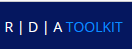 R | D | A TOOLKIT